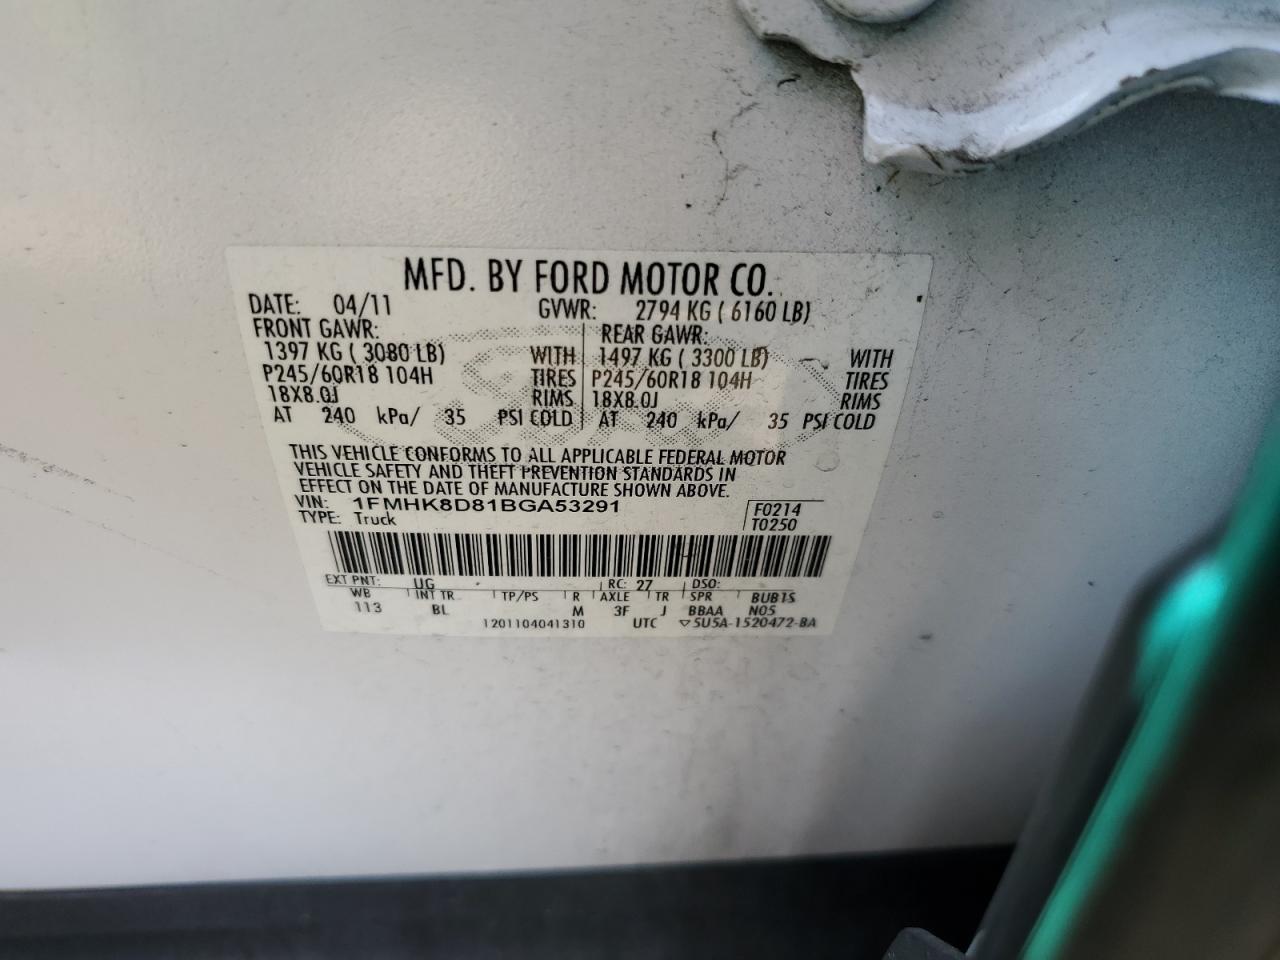 MFD. BY FORD MOTOR CO.
DATE: 04/11 GVWR: 2794 KG ( 6160 LB)
FRONT GAWR: REAR GAWR:
1397 KG ( 3080 LB) WITH 1497 KG ( 3300 LB) WITH
P245/60R18 104H TIRES P245/60R18 104H TIRES
18X8.0J RIMS 18X8.0J RIMS
AT 240 kPa/ 35 PSI COLD AT 240 kPa/ 35 PSI COLD
THIS VEHICLE CONFORMS TO ALL APPLICABLE FEDERAL MOTOR
VEHICLE SAFETY AND THEFT PREVENTION STANDARDS IN
EFFECT ON THE DATE OF MANUFACTURE SHOWN ABOVE.
VIN: 1FMHK8D81BGA53291 F0214
TYPE: Truck T0250
EXT PNT: UG RC: 27 DSO:
WB INT TR TP/PS R AXLE TR SPR BUB1S
113 BL M 3F J BBAA N05
1201104041310 UTC ▽5U5A-1520472-BA